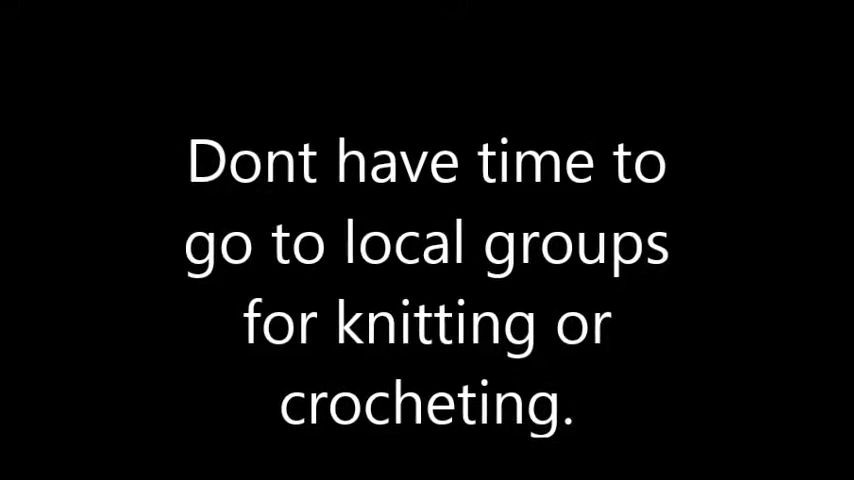 Dont have time to
go to local groups
for knitting or
crocheting.